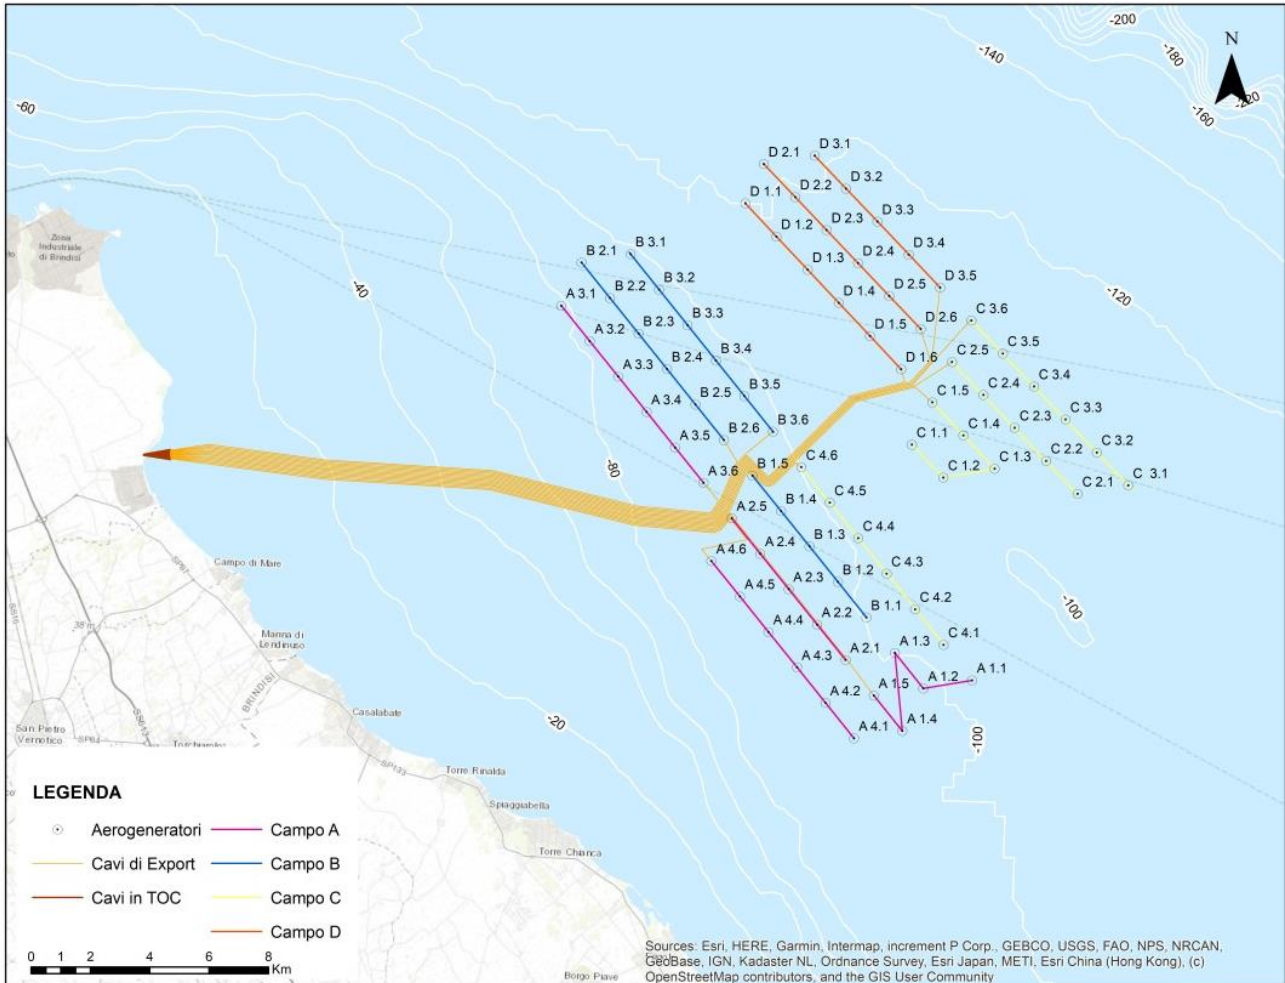 -200
-140
-180
N
-60
-160
D 3.1
D 2.1
D 3.2
D 1.1
D 2.2
D 3.3
D 1.2
D 2.3
D 3.4
D 1.3
D 2.4
D 3.5
D 1.4
D 2.5
D 1.5
D 2.6
D 1.6
Zona
Industriale
di Brindisi
B 2.1
B 3.1
B 2.2
B 3.2
A 3.1
B 2.3
B 3.3
A 3.2
B 2.4
B 3.4
A 3.3
B 2.5
B 3.5
A 3.4
B 2.6
B 3.6
A 3.5
A 3.6
-40
-120
C 3.6
C 2.5
C 3.5
C 1.5
C 2.4
C 3.4
C 1.1
C 1.4
C 2.3
C 3.3
C 1.2
C 1.3
C 2.2
C 3.2
C 2.1
C 3.1
-80
B 1.5
C 4.6
A 2.5
B 1.4
C 4.5
A 4.6
A 2.4
B 1.3
C 4.4
A 4.5
A 2.3
B 1.2
C 4.3
A 4.4
A 2.2
B 1.1
C 4.2
A 4.3
A 2.1
A 1.3
C 4.1
A 4.2
A 1.5
A 1.2
A 1.1
A 4.1
A 1.4
-100
-100
-20
Campo di Mare
38 m
Marina di
Lendinuso
BRINDISI
Casalabate
San Pietro
Vernotico
SP133
Torre Rinalda
Spiaggiabella
Torre Chianca
Borgo Piave
LEGENDA
Aerogeneratori
Campo A
Cavi di Export
Campo B
Cavi in TOC
Campo C
Campo D
0 1 2 4 6 8
Km
Sources: Esri, HERE, Garmin, Intermap, increment P Corp., GEBCO, USGS, FAO, NPS, NRCAN,
GeoBase, IGN, Kadaster NL, Ordnance Survey, Esri Japan, METI, Esri China (Hong Kong), (c)
OpenStreetMap contributors, and the GIS User Community